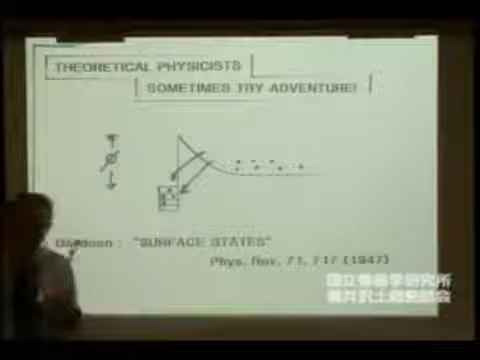 THEORETICAL PHYSICISTS
SOMETIMES TRY ADVENTURE!
Bardeen : "SURFACE STATES"
Phys. Rev. 71, 717 (1947)
国立情報学研究所
軽井沢土曜懇話会